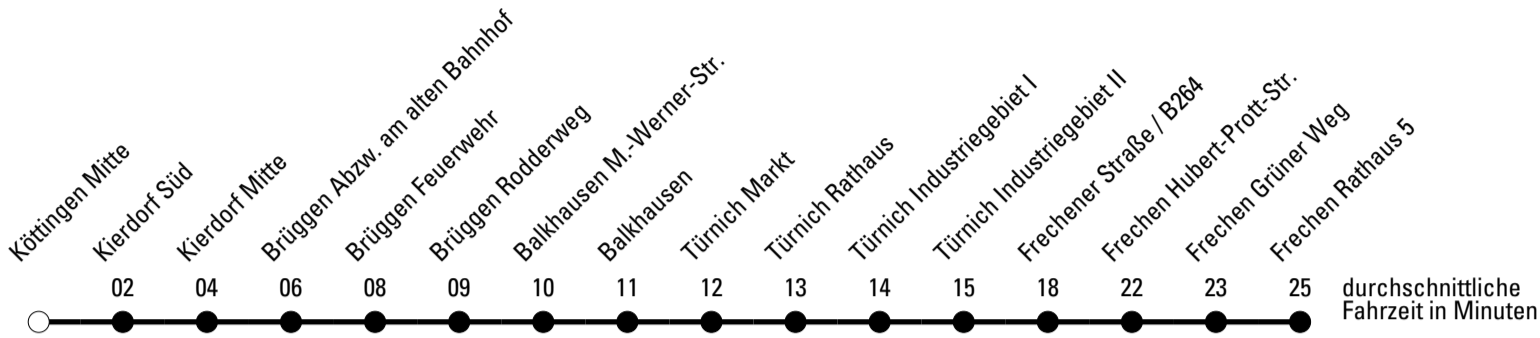 Köttingen Mitte
Kierdorf Süd
Kierdorf Mitte
Brüggen Abzw. am alten Bahnhof
Brüggen Feuerwehr
Brüggen Rodderweg
Balkhausen M.-Werner-Str.
Balkhausen
Türnich Markt
Türnich Rathaus
Türnich Industriegebiet I
Türnich Industriegebiet II
Frechener Straße / B264
Frechen Hubert-Prott-Str.
Frechen Grüner Weg
Frechen Rathaus 5
02 04 06 08 09 10 11 12 13 14 15 18 22 23 25
durchschnittliche
Fahrzeit in Minuten